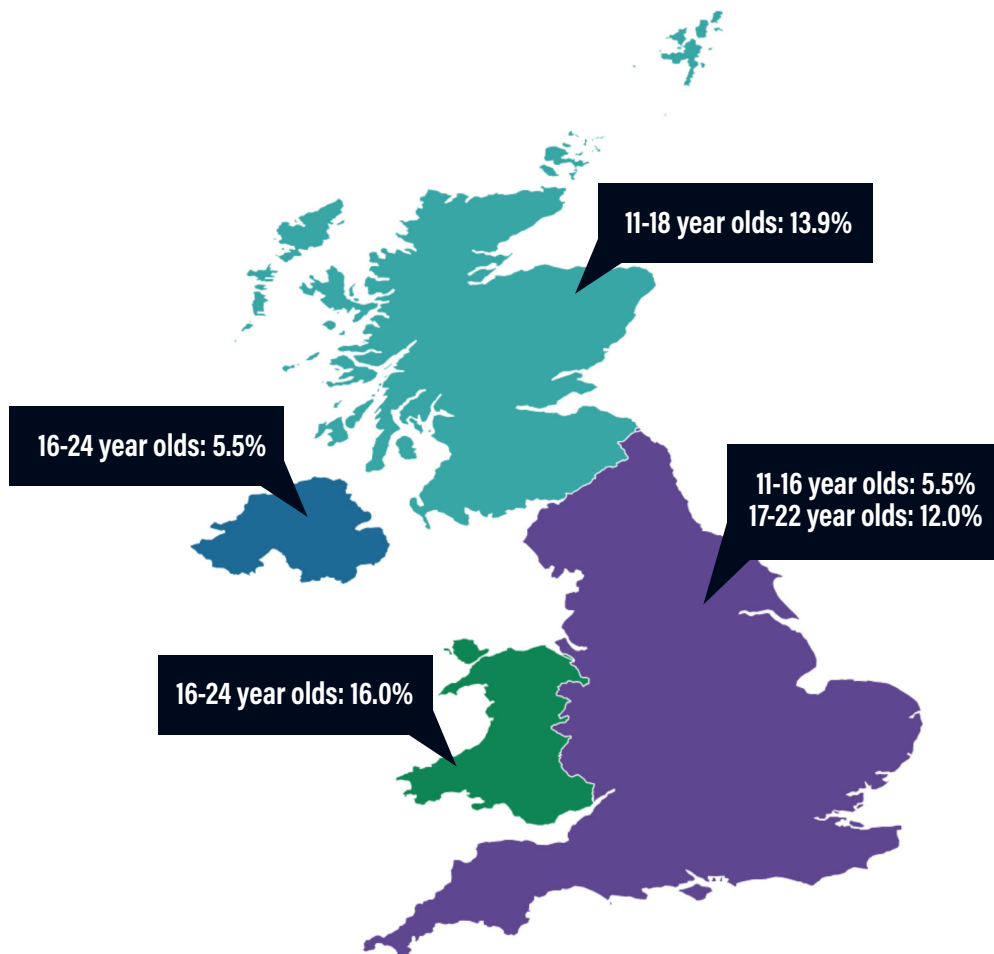 11-18 year olds: 13.9%
16-24 year olds: 5.5%
11-16 year olds: 5.5%
17-22 year olds: 12.0%
16-24 year olds: 16.0%